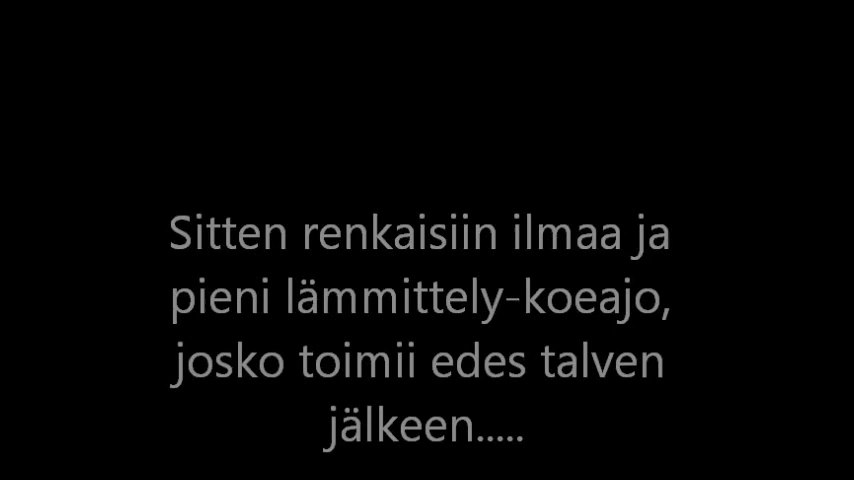 Sitten renkaisiin ilmaa ja
pieni lämmittely-koeajo,
josko toimii edes talven
jälkeen.....